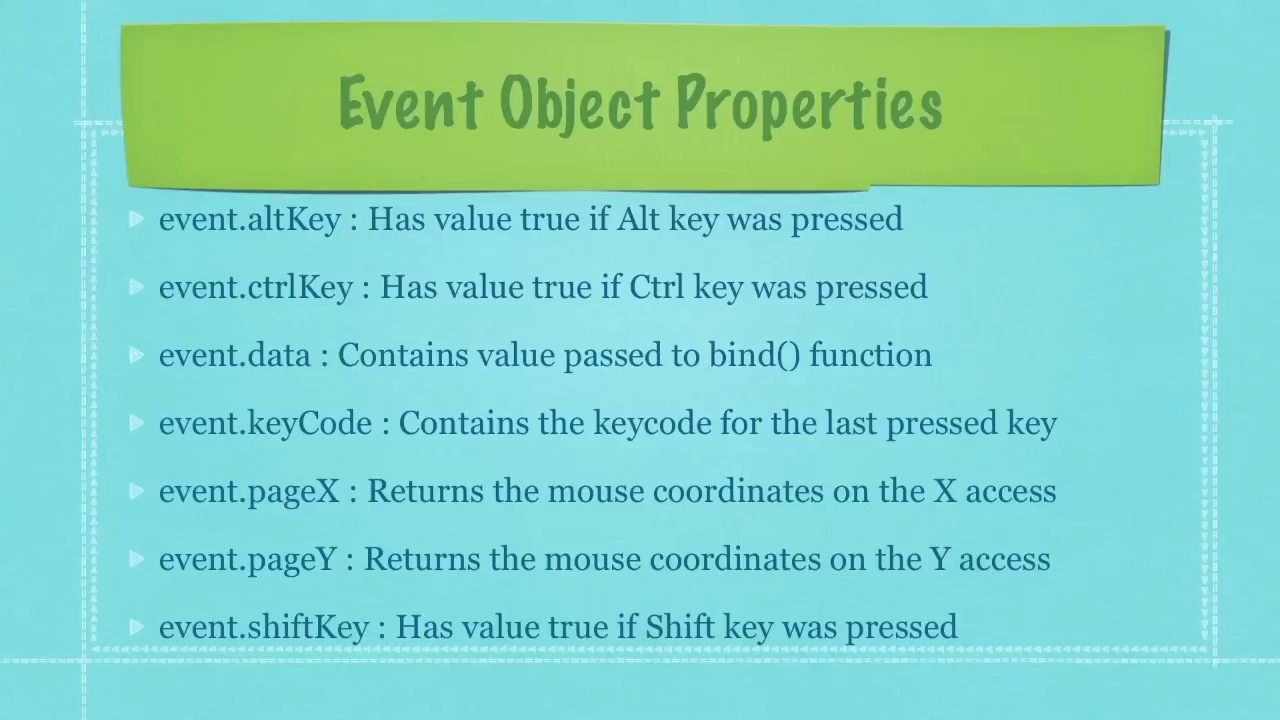 Event Object Properties
event.altKey : Has value true if Alt key was pressed
event.ctrlKey : Has value true if Ctrl key was pressed
event.data : Contains value passed to bind() function
event.keyCode : Contains the keycode for the last pressed key
event.pageX : Returns the mouse coordinates on the X access
event.pageY : Returns the mouse coordinates on the Y access
event.shiftKey : Has value true if Shift key was pressed